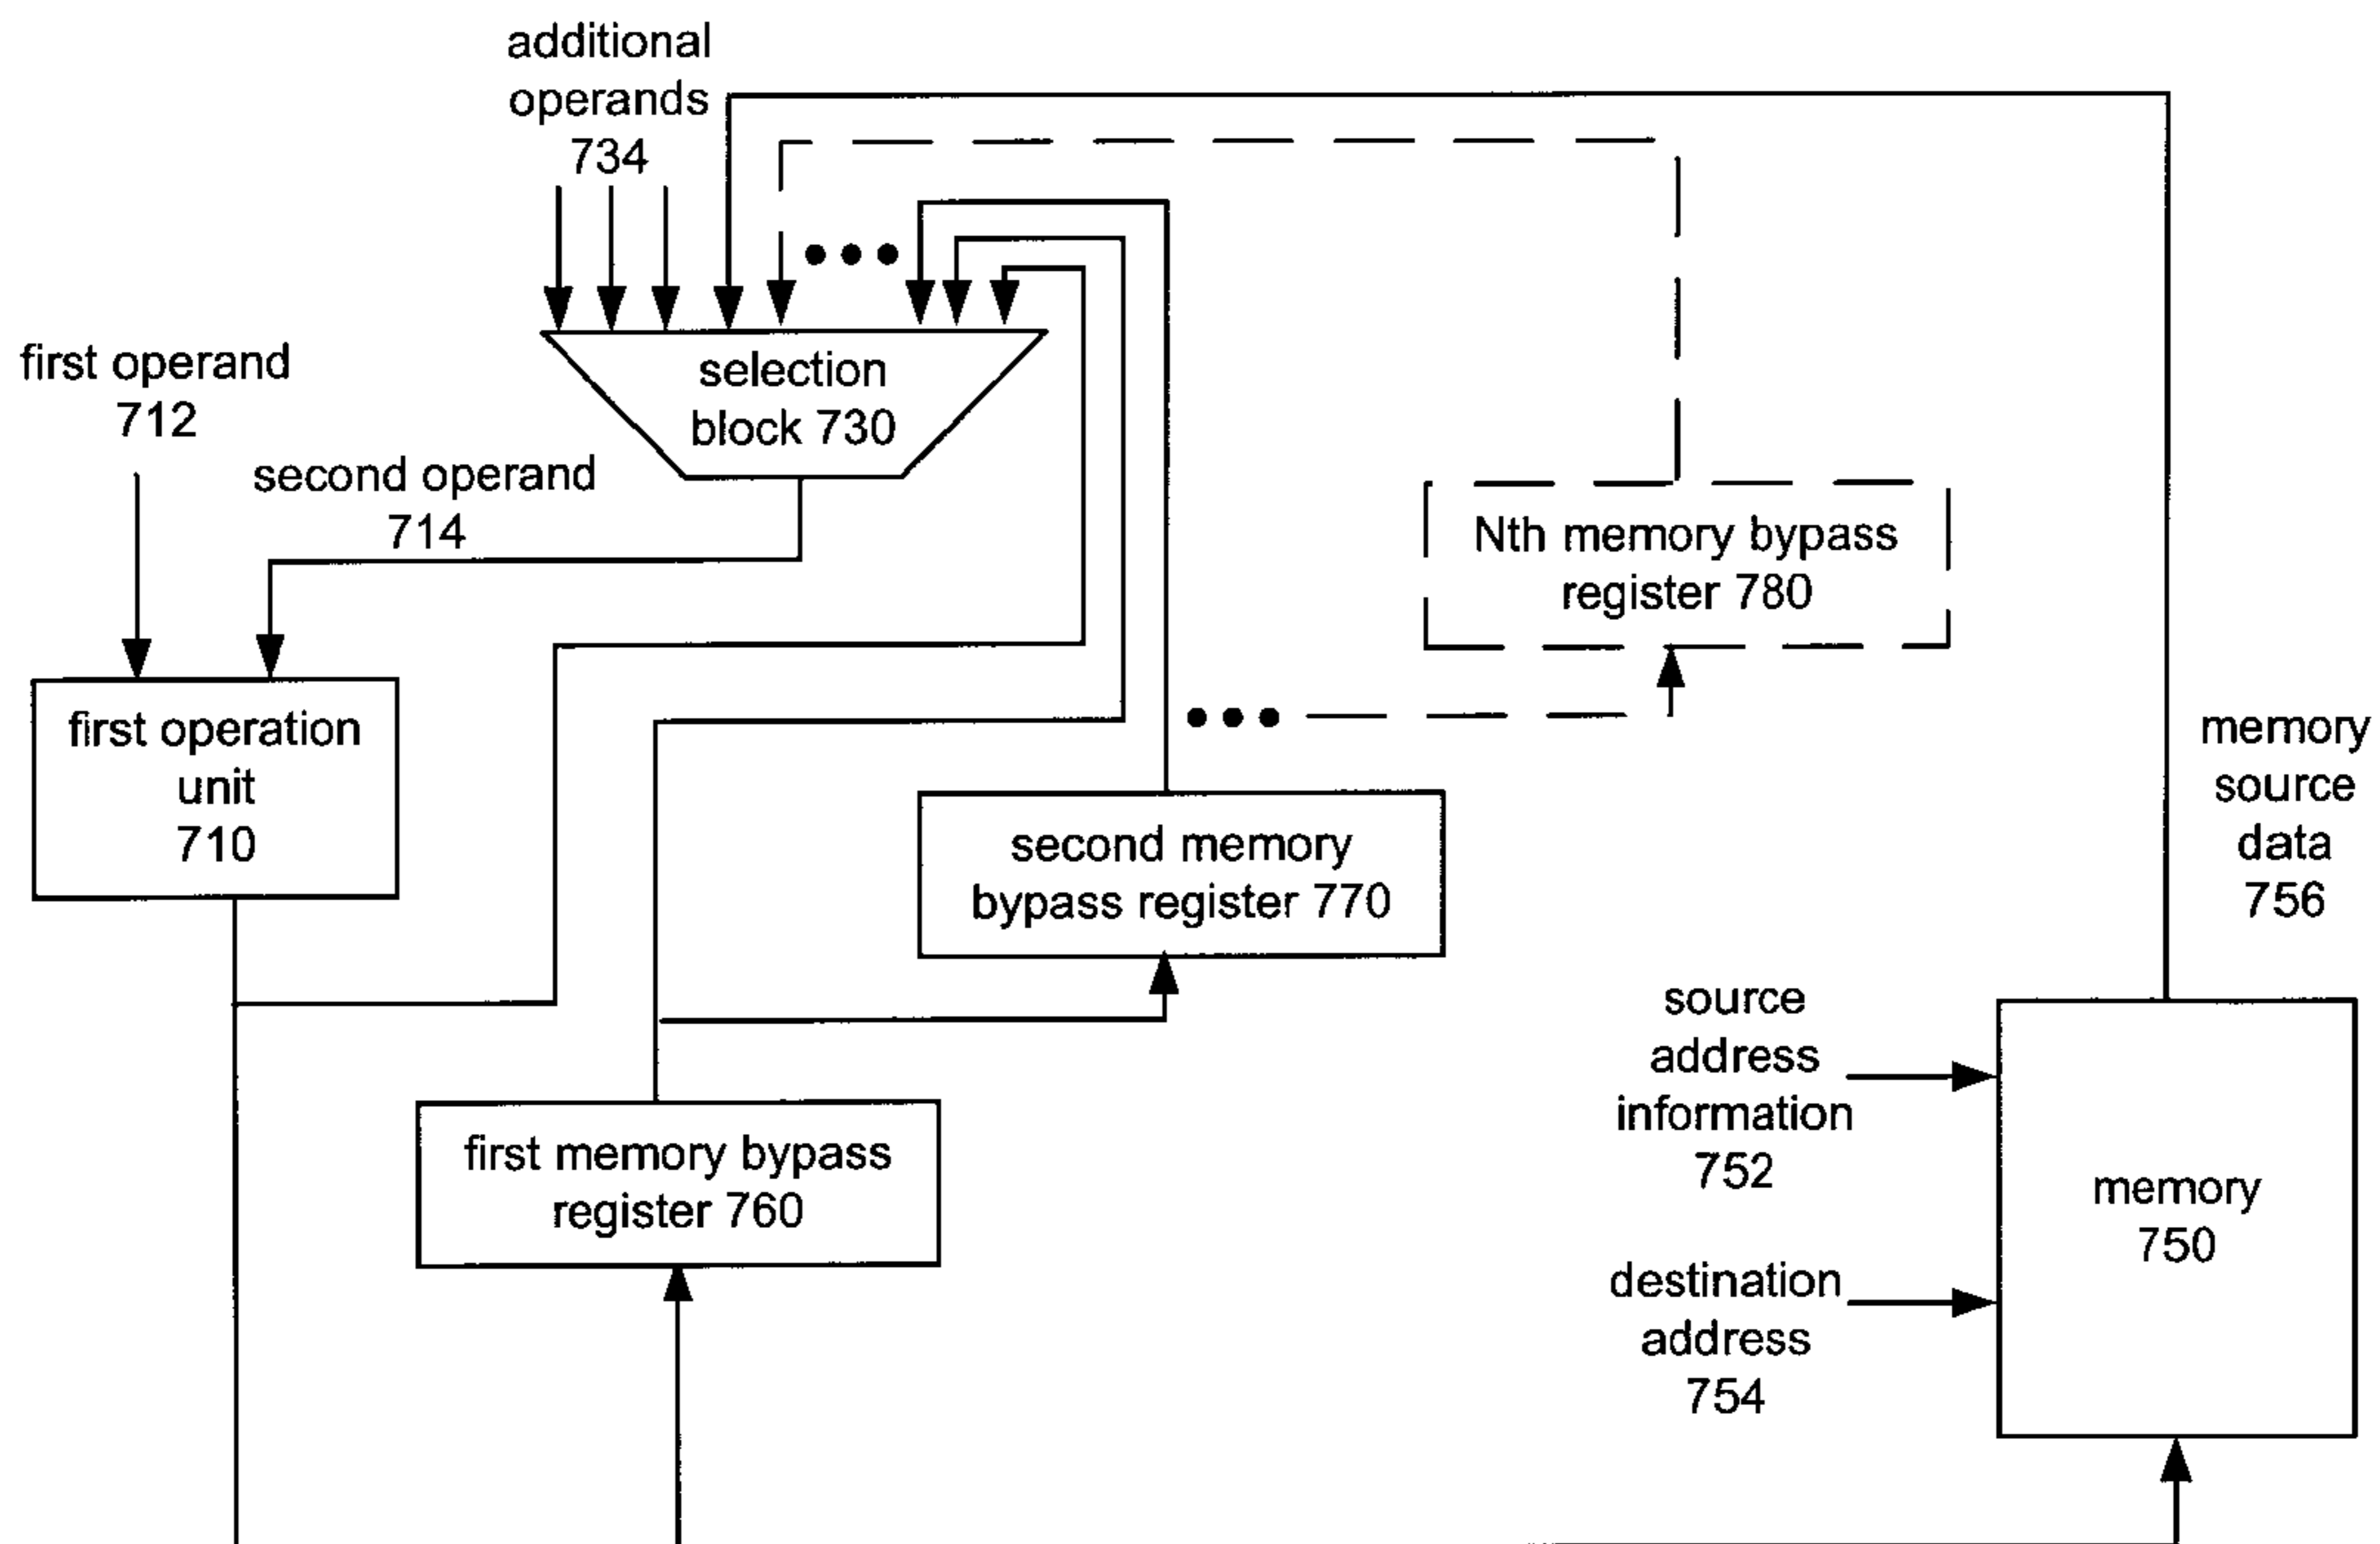 additional
operands
734
first operand
712
selection
block 730
second operand
714
Nth memory bypass
register 780
first operation
unit
710
memory
source
data
756
second memory
bypass register 770
source
address
information
752
first memory bypass
register 760
memory
750
destination
address
754